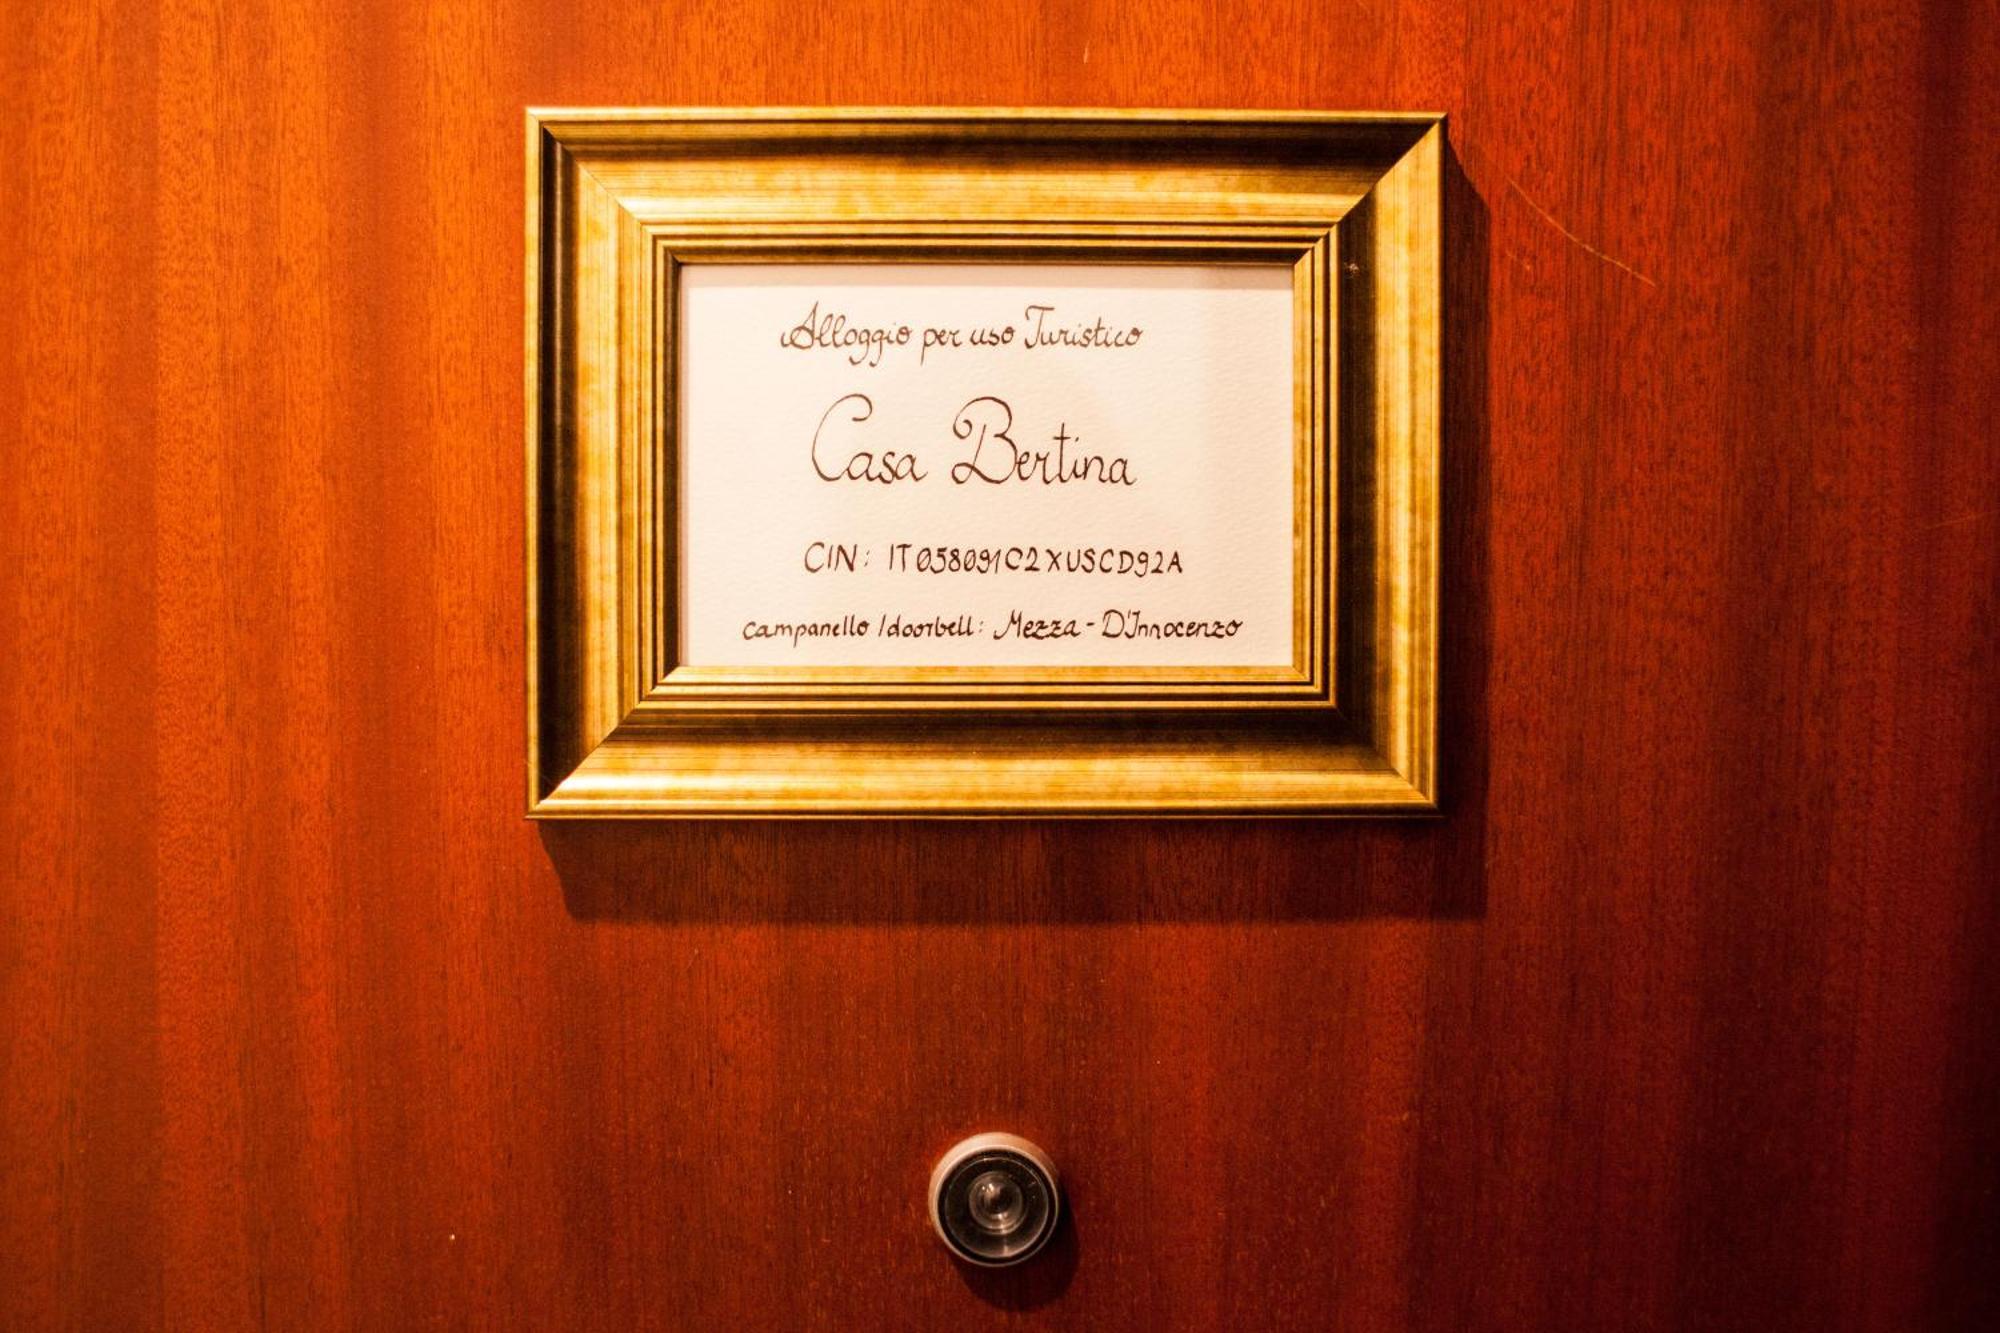 Alloggio per uso Turistico
Casa Bertina
CIN: IT058091C2XUSCD92A
campanello/doorbell: Mezza-D'Innocenzo